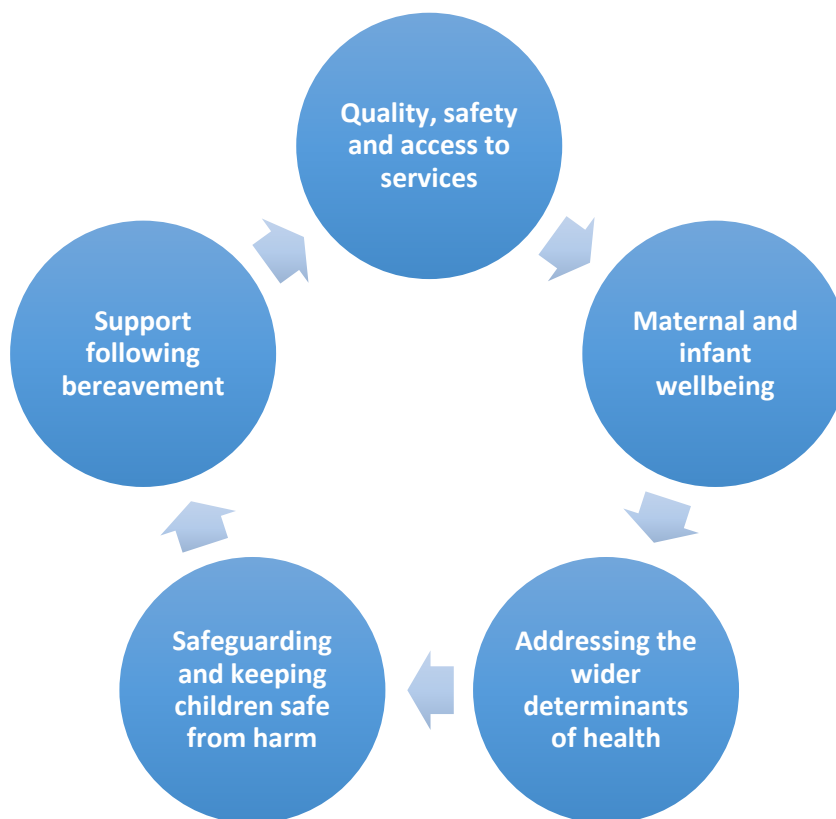 Quality, safety
and access to
services
Maternal and
infant
wellbeing
Addressing the
wider
determinants
of health
Safeguarding
and keeping
children safe
from harm
Support
following
bereavement